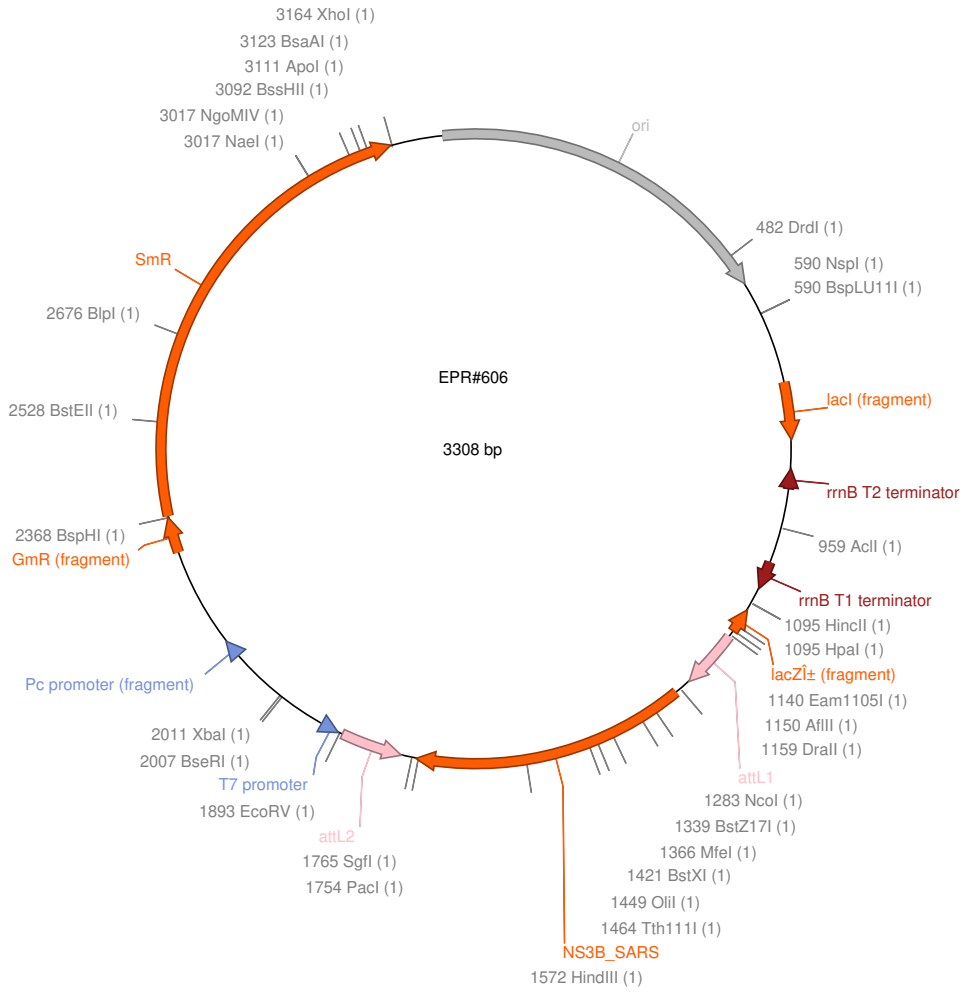 3164 XhoI (1)
3123 BsaAI (1)
3111 ApoI (1)
3092 BssHII (1)
3017 NgoMIV (1)
3017 NaeI (1)
ori
482 DrdI (1)
590 NspI (1)
590 BspLU11I (1)
SmR
2676 BlpI (1)
EPR#606
lacI (fragment)
2528 BstEII (1)
3308 bp
rrnB T2 terminator
2368 BspHI (1)
GmR (fragment)
959 AclI (1)
rrnB T1 terminator
1095 HincII (1)
1095 HpaI (1)
lacZÎ± (fragment)
Pc promoter (fragment)
1140 Eam1105I (1)
1150 AflII (1)
1159 DraII (1)
2011 XbaI (1)
2007 BseRI (1)
T7 promoter
attL1
1893 EcoRV (1)
1283 NcoI (1)
1339 BstZ17I (1)
attL2
1366 MfeI (1)
1765 SgfI (1)
1421 BstXI (1)
1754 PacI (1)
1449 OliI (1)
1464 Tth111I (1)
NS3B_SARS
1572 HindIII (1)